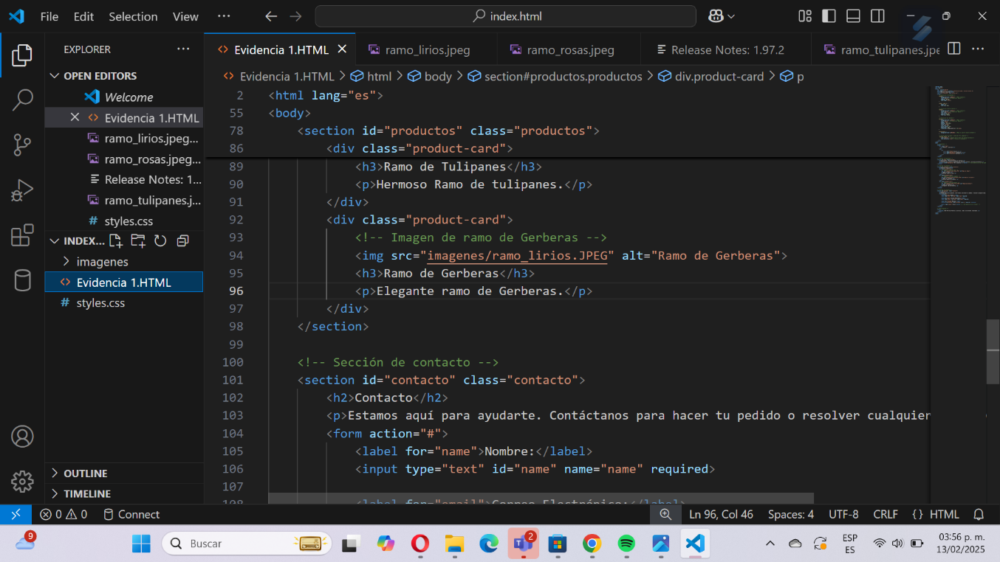 File Edit Selection View ··· index.html
EXPLORER ···
Evidencia 1.HTML ramo_lirios.jpeg ramo_rosas.jpeg Release Notes: 1.97.2 ramo_tulipanes.jpe ···
OPEN EDITORS
Welcome
Evidencia 1.HTML
ramo_lirios.jpeg...
ramo_rosas.jpeg...
Release Notes: 1...
ramo_tulipanes.j...
styles.css
INDEX...
imagenes
Evidencia 1.HTML
styles.css
OUTLINE
TIMELINE
Evidencia 1.HTML > html > body > section#productos.productos > div.product-card > p
2 <html lang="es">
55 <body>
78 <section id="productos" class="productos">
86 <div class="product-card">
89 <h3>Ramo de Tulipanes</h3>
90 <p>Hermoso Ramo de tulipanes.</p>
91 </div>
92 <div class="product-card">
93 <!-- Imagen de ramo de Gerberas -->
94 <img src="imagenes/ramo_lirios.JPEG" alt="Ramo de Gerberas">
95 <h3>Ramo de Gerberas</h3>
96 <p>Elegante ramo de Gerberas.</p>
97 </div>
98 </section>
99
100 <!-- Sección de contacto -->
101 <section id="contacto" class="contacto">
102 <h2>Contacto</h2>
103 <p>Estamos aquí para ayudarte. Contáctanos para hacer tu pedido o resolver cualquier
104 <form action="#">
105 <label for="name">Nombre:</label>
106 <input type="text" id="name" name="name" required>
107
108 <label for="email">Correo Electrónico:</label>
0 0 Connect Ln 96, Col 46 Spaces: 4 UTF-8 CRLF {} HTML
9 Buscar 2 ESP
ES
03:56 p. m.
13/02/2025